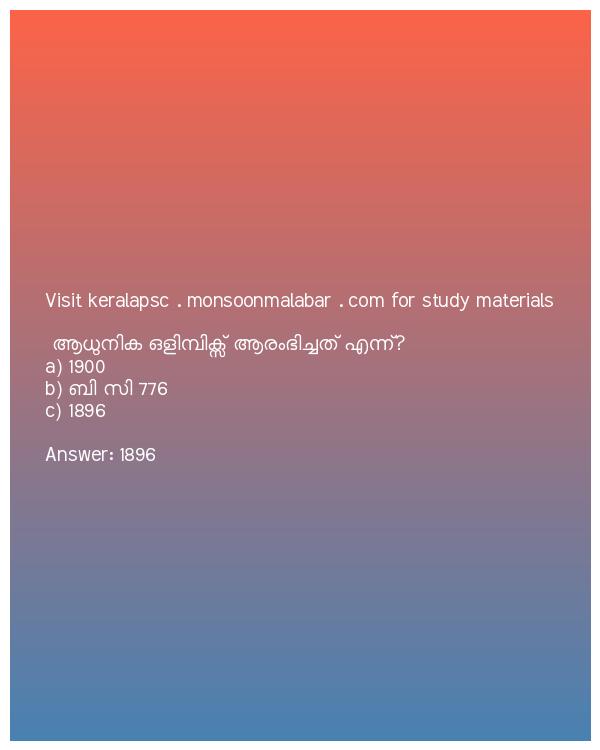 Visit keralapsc . monsoonmalabar . com for study materials
ആധുനിക ഒളിമ്പിക്സ് ആരംഭിച്ചത് എന്ന്?
a) 1900
b) ബി സി 776
c) 1896
Answer: 1896